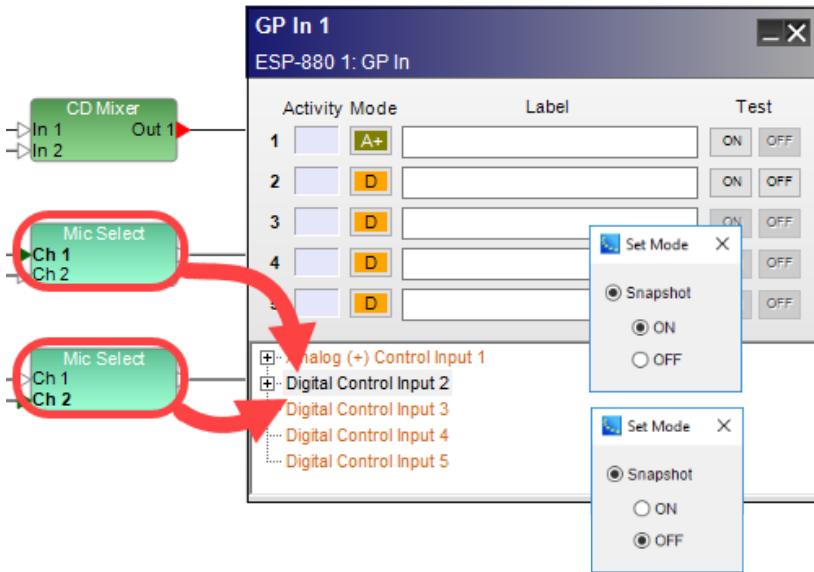 GP In 1
ESP-880 1: GP In
Activity Mode Label Test
1 A+ ON OFF
2 D ON OFF
3 D ON OFF
4 D OFF
D OFF
CD Mixer
In 1 Out 1
In 2
Mic Select
Ch 1
Ch 2
Mic Select
Ch 1
Ch 2
Analog (+) Control Input 1
Digital Control Input 2
Digital Control Input 3
Digital Control Input 4
Digital Control Input 5
Set Mode
Snapshot
ON
OFF
Set Mode
Snapshot
ON
OFF